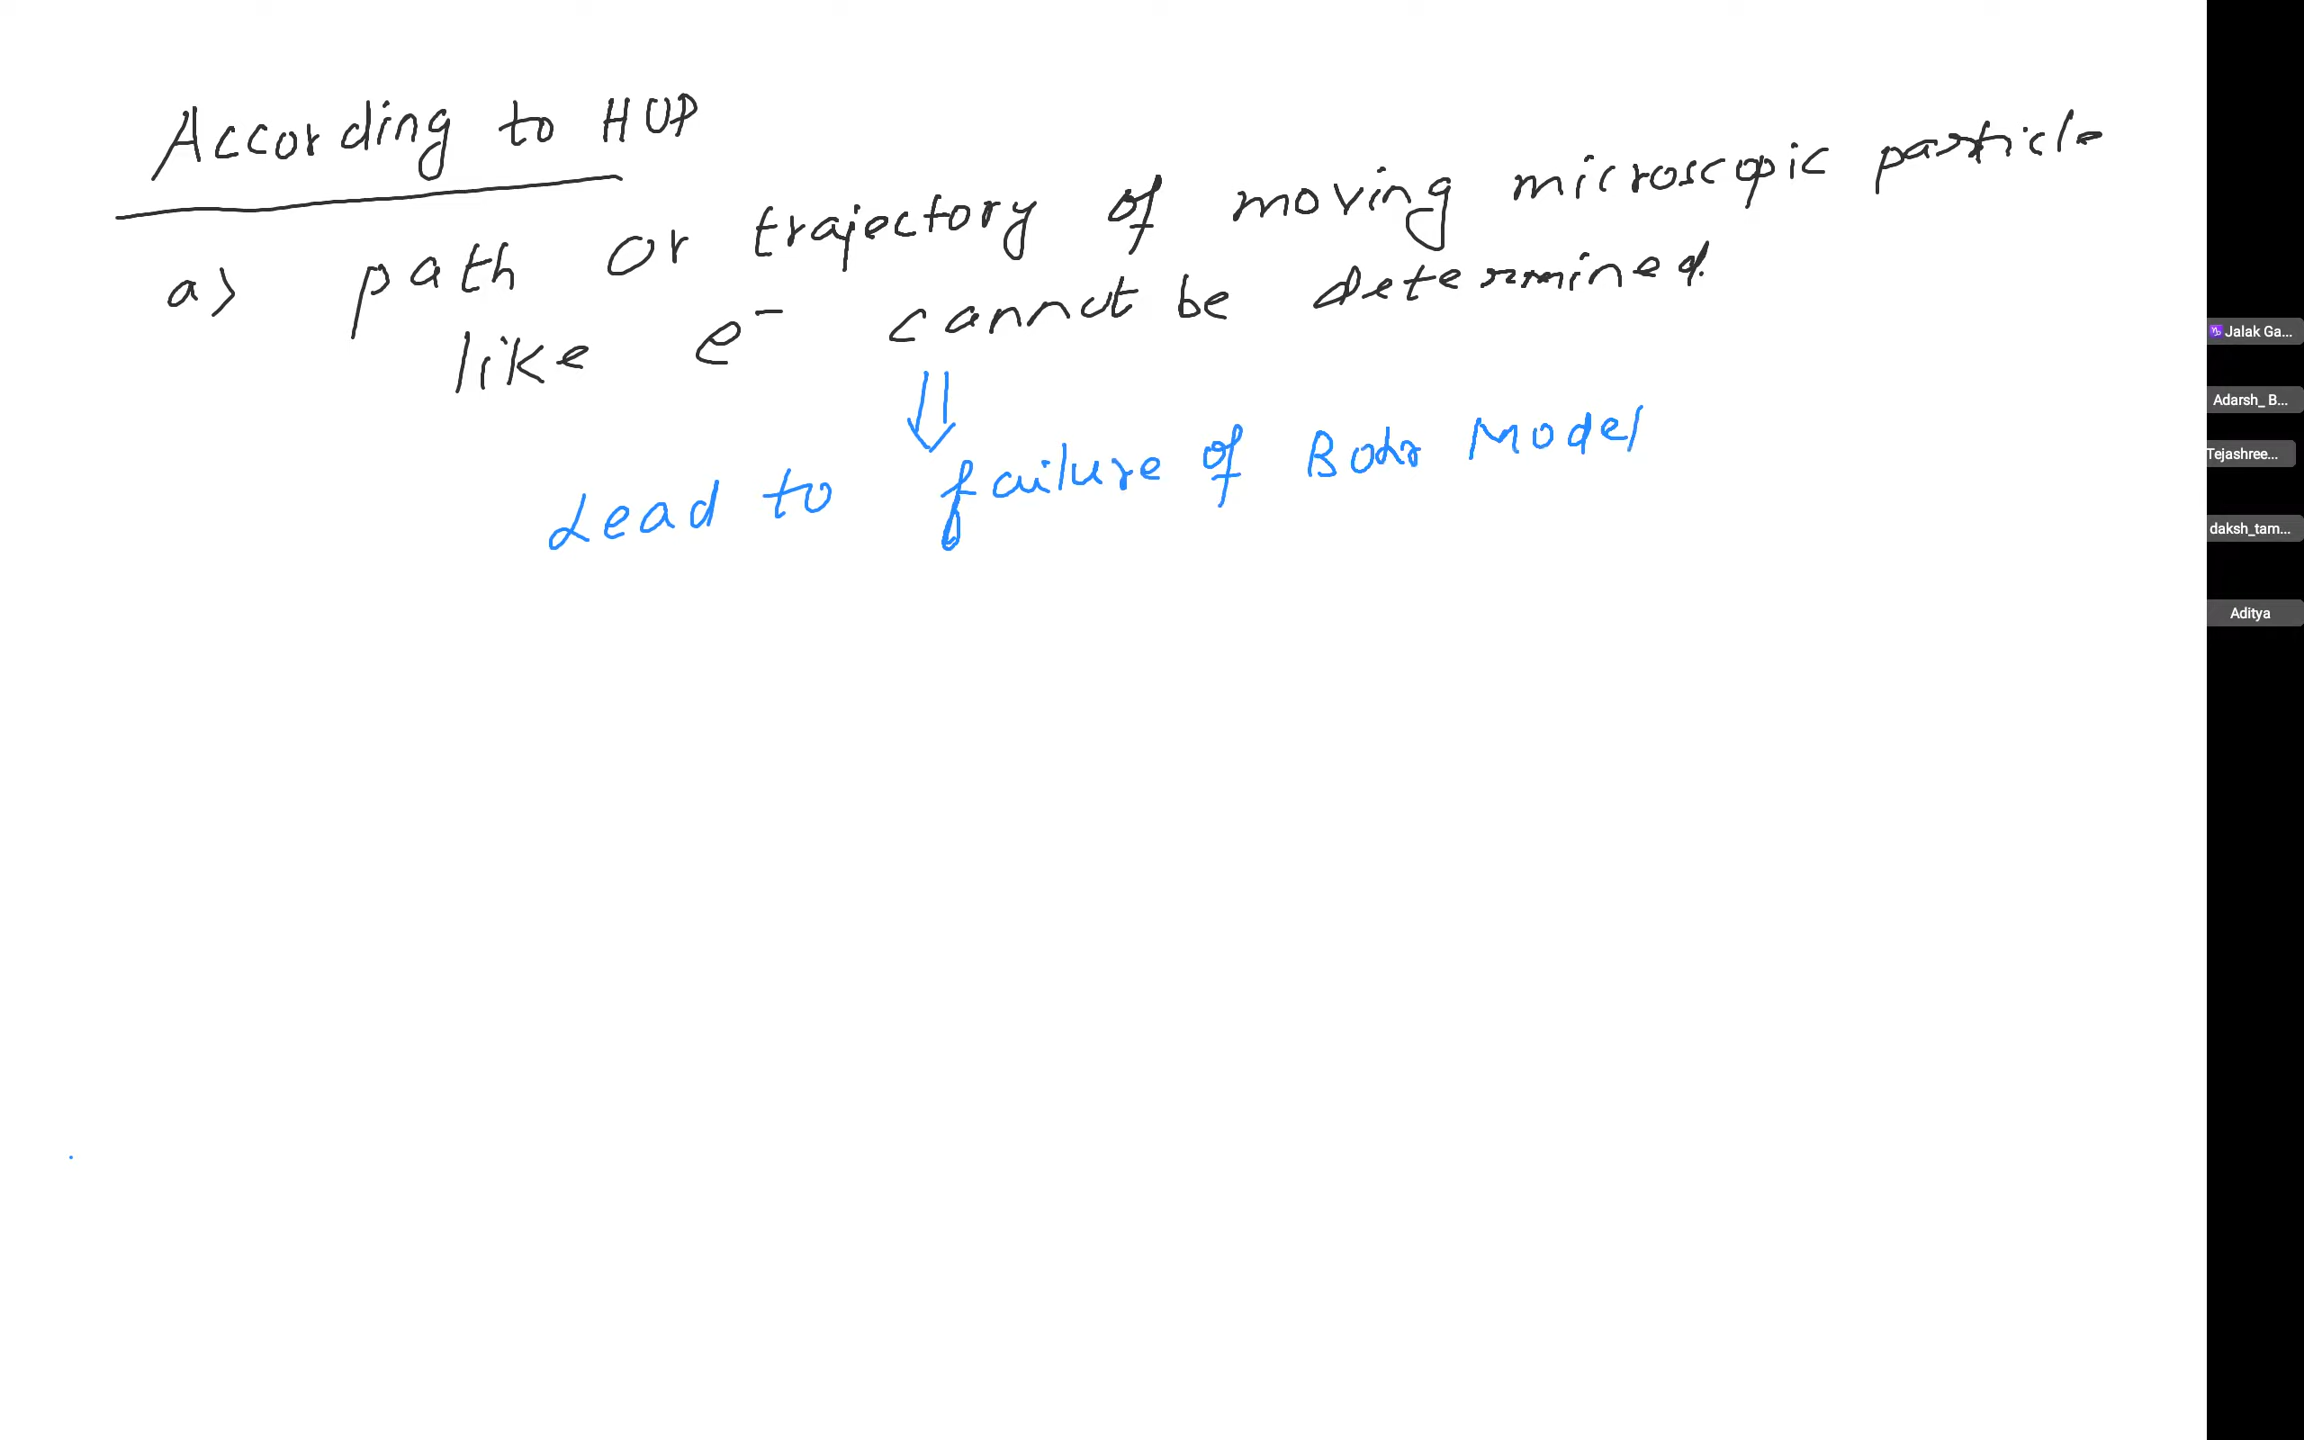 According to HUP
a) path or trajectory of moving microscopic particle
like e⁻ cannot be determined.
⇓
Lead to failure of Bohr Model
Jalak Ga...
Adarsh_ B...
Tejashree...
daksh_tam...
Aditya